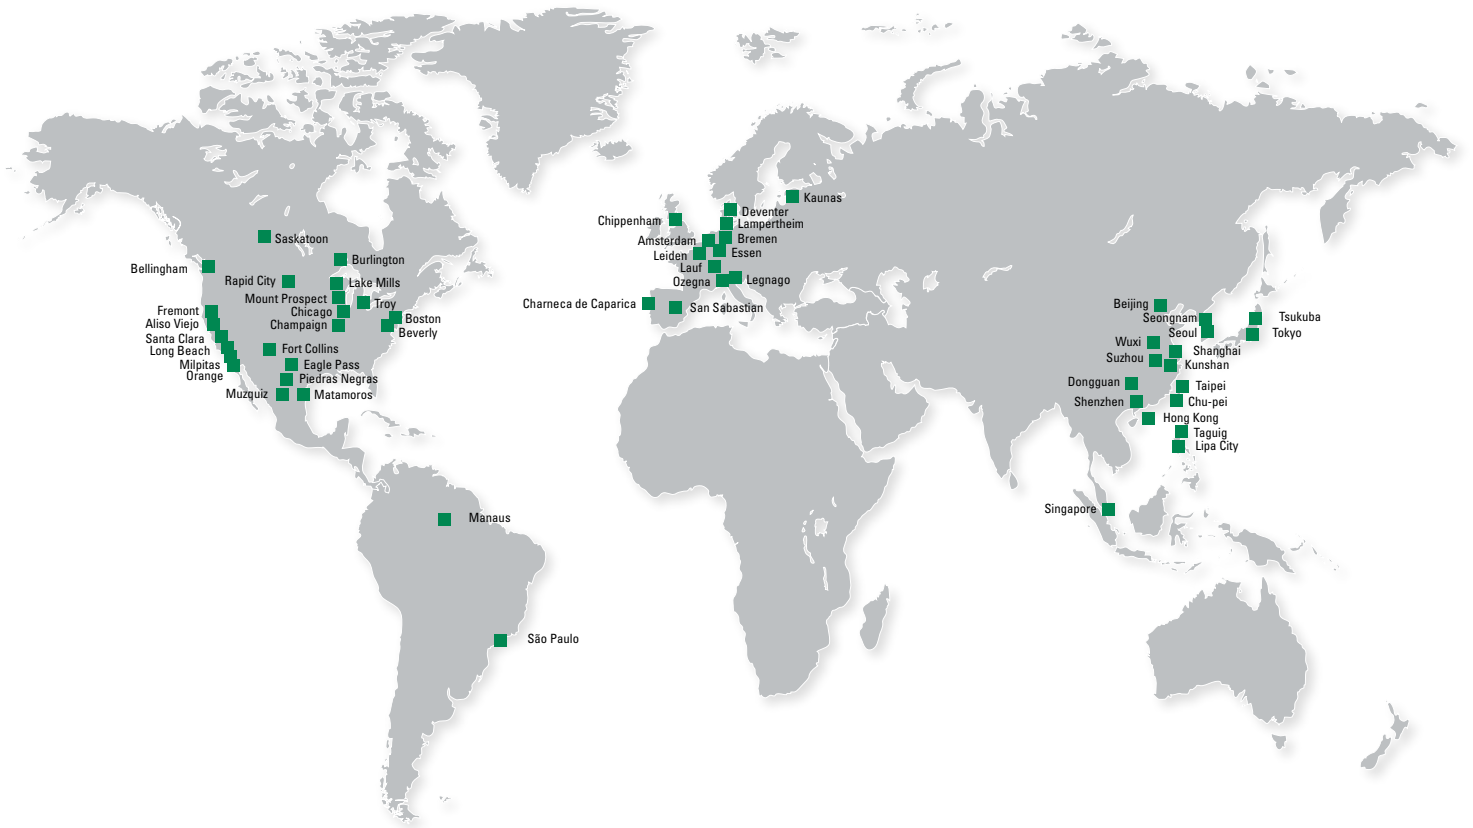 Saskatoon
Bellingham
Burlington
Rapid City
Lake Mills
Mount Prospect
Troy
Fremont
Chicago
Boston
Aliso Viejo
Champaign
Beverly
Santa Clara
Long Beach
Fort Collins
Milpitas
Eagle Pass
Orange
Piedras Negras
Muzquiz
Matamoros
Manaus
São Paulo
Kaunas
Deventer
Chippenham
Lampertheim
Amsterdam
Bremen
Leiden
Essen
Lauf
Ozegna
Legnago
Charneca de Caparica
San Sabastian
Beijing
Seongnam
Tsukuba
Seoul
Tokyo
Wuxi
Shanghai
Suzhou
Kunshan
Dongguan
Taipei
Shenzhen
Chu-pei
Hong Kong
Taguig
Lipa City
Singapore